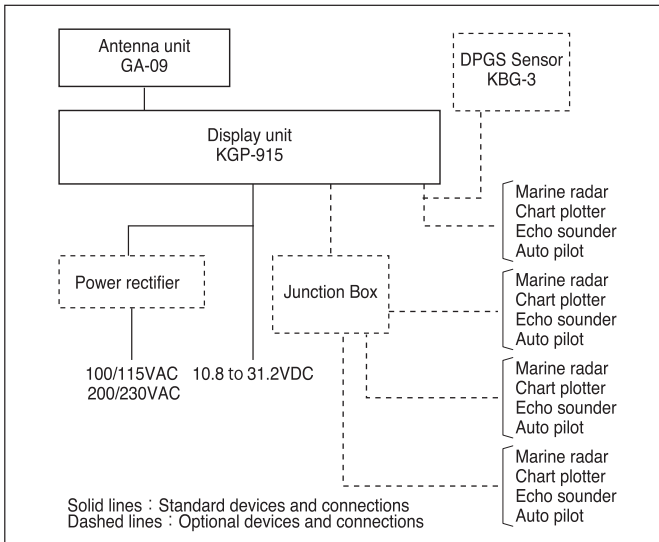 Antenna unit
GA-09
DPGS Sensor
KBG-3
Display unit
KGP-915
Marine radar
Chart plotter
Echo sounder
Auto pilot
Power rectifier
Junction Box
Marine radar
Chart plotter
Echo sounder
Auto pilot
100/115VAC 10.8 to 31.2VDC
200/230VAC
Marine radar
Chart plotter
Echo sounder
Auto pilot
Marine radar
Chart plotter
Echo sounder
Auto pilot
Solid lines : Standard devices and connections
Dashed lines : Optional devices and connections